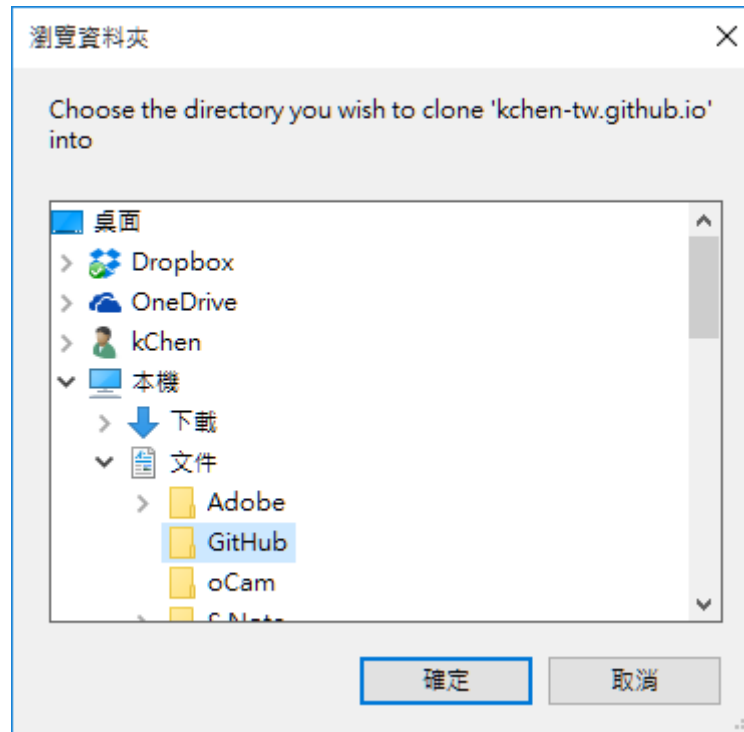 瀏覽資料夾
Choose the directory you wish to clone 'kchen-tw.github.io'
into
桌面
Dropbox
OneDrive
kChen
本機
下載
文件
Adobe
GitHub
oCam
確定
取消